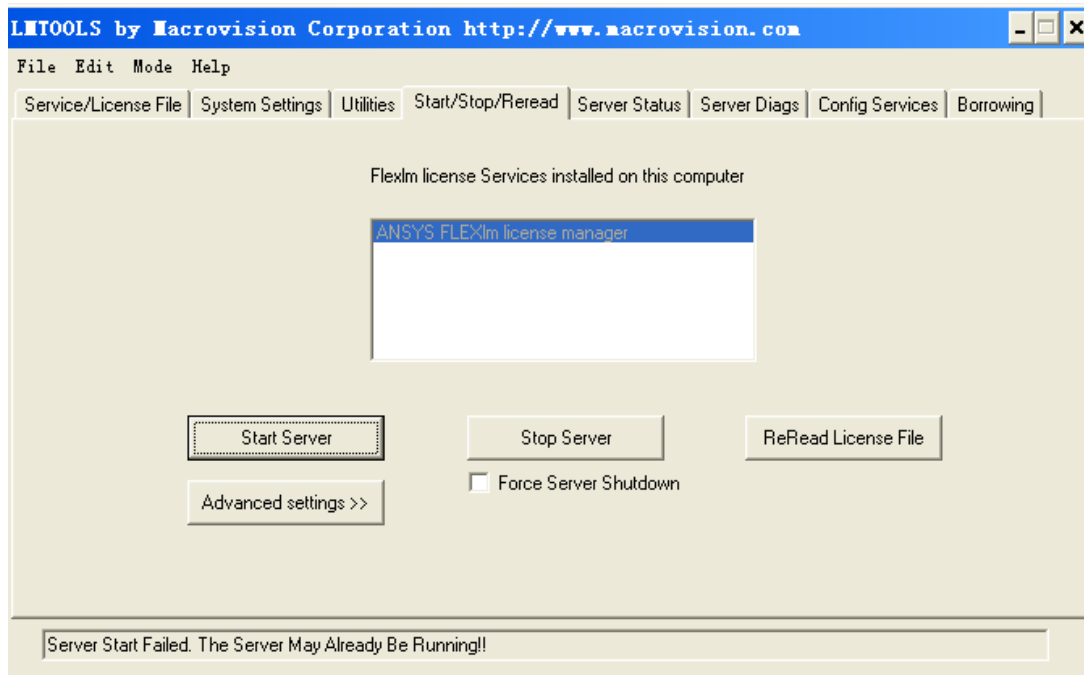 LMTOOLS by Macrovision Corporation http://www.macrovision.com
File Edit Mode Help
Service/License File System Settings Utilities Start/Stop/Reread Server Status Server Diags Config Services Borrowing
Flexlm license Services installed on this computer
ANSYS FLEXlm license manager
Start Server Stop Server ReRead License File
Force Server Shutdown
Advanced settings >>
Server Start Failed. The Server May Already Be Running!!